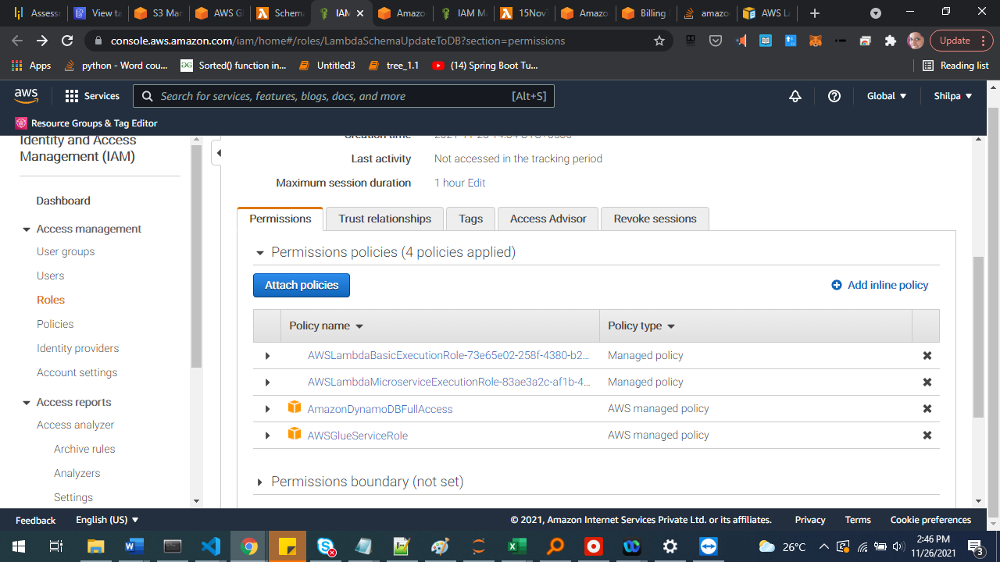 Assess
View ta
S3 Man
AWS Gl
Schema
IAM
Amazo
IAM Ma
15Nov
Amazo
Billing
amazon
AWS La
console.aws.amazon.com/iam/home#/roles/LambdaSchemaUpdateToDB?section=permissions
Update
Apps
python - Word cou...
Sorted() function in...
Untitled3
tree_1.1
(14) Spring Boot Tu...
Reading list
aws
Services
Search for services, features, blogs, docs, and more
[Alt+S]
Global
Shilpa
Resource Groups & Tag Editor
Identity and Access
Management (IAM)
Dashboard
Access management
User groups
Users
Roles
Policies
Identity providers
Account settings
Access reports
Access analyzer
Archive rules
Analyzers
Settings
Creation time
Last activity
Not accessed in the tracking period
Maximum session duration
1 hour Edit
Permissions
Trust relationships
Tags
Access Advisor
Revoke sessions
Permissions policies (4 policies applied)
Attach policies
Add inline policy
Policy name
Policy type
AWSLambdaBasicExecutionRole-73e65e02-258f-4380-b2...
Managed policy
AWSLambdaMicroserviceExecutionRole-83ae3a2c-af1b-4...
Managed policy
AmazonDynamoDBFullAccess
AWS managed policy
AWSGlueServiceRole
AWS managed policy
Permissions boundary (not set)
Feedback
English (US)
© 2021, Amazon Internet Services Private Ltd. or its affiliates.
Privacy
Terms
Cookie preferences
26°C
2:46 PM
11/26/2021
3